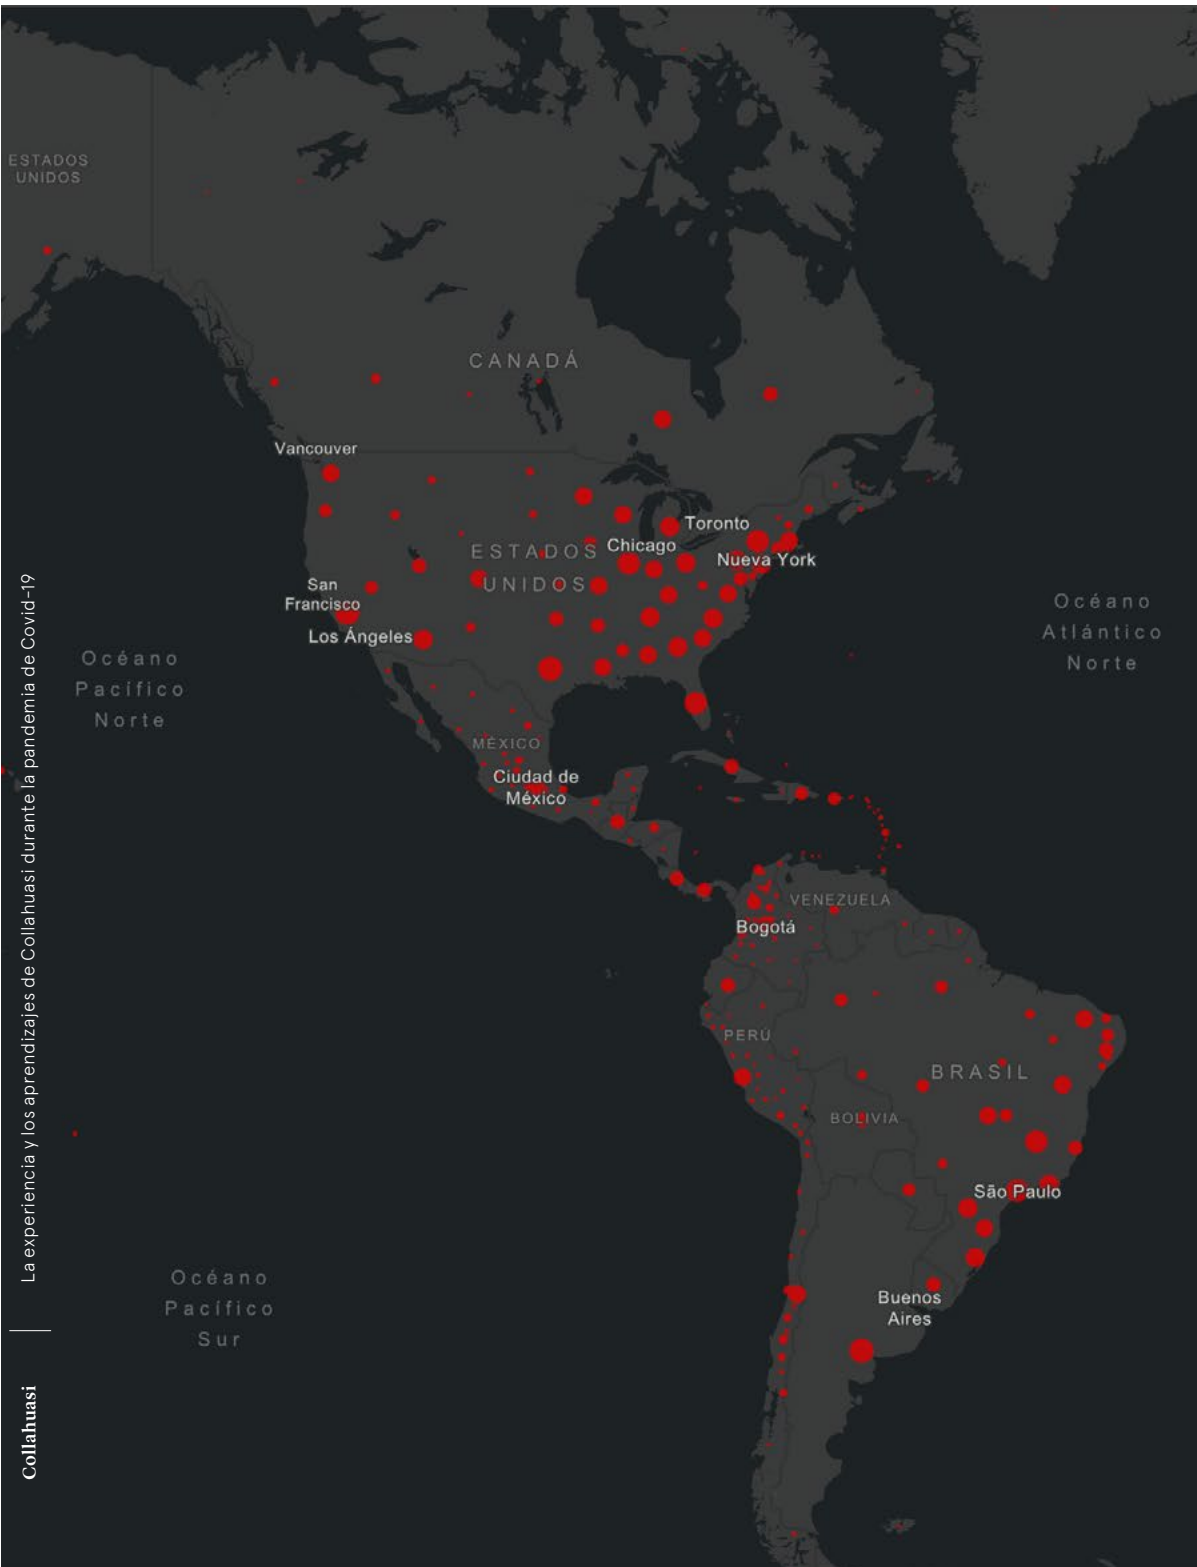 ESTADOS
UNIDOS
CANADÁ
Vancouver
Toronto
Chicago
ESTADOS
UNIDOS
Nueva York
San
Francisco
Los Ángeles
Océano
Atlántico
Norte
Océano
Pacífico
Norte
MÉXICO
Ciudad de
México
VENEZUELA
Bogotá
PERÚ
BRASIL
BOLIVIA
São Paulo
Océano
Pacífico
Sur
Buenos
Aires
La experiencia y los aprendizajes de Collahuasi durante la pandemia de Covid-19
Collahuasi